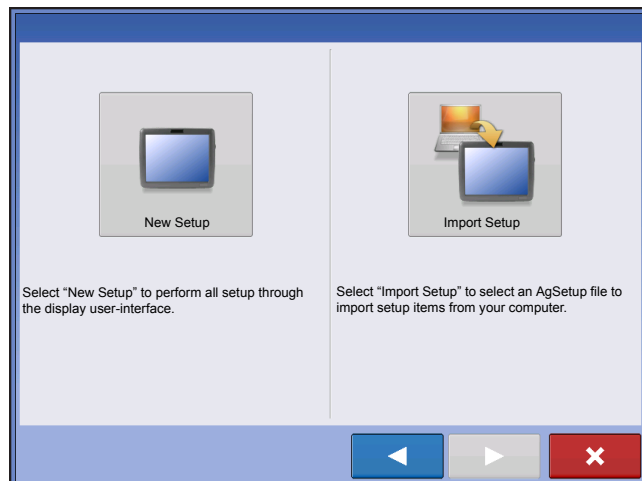 New Setup
Select “New Setup” to perform all setup through
the display user-interface.
Import Setup
Select “Import Setup” to select an AgSetup file to
import setup items from your computer.